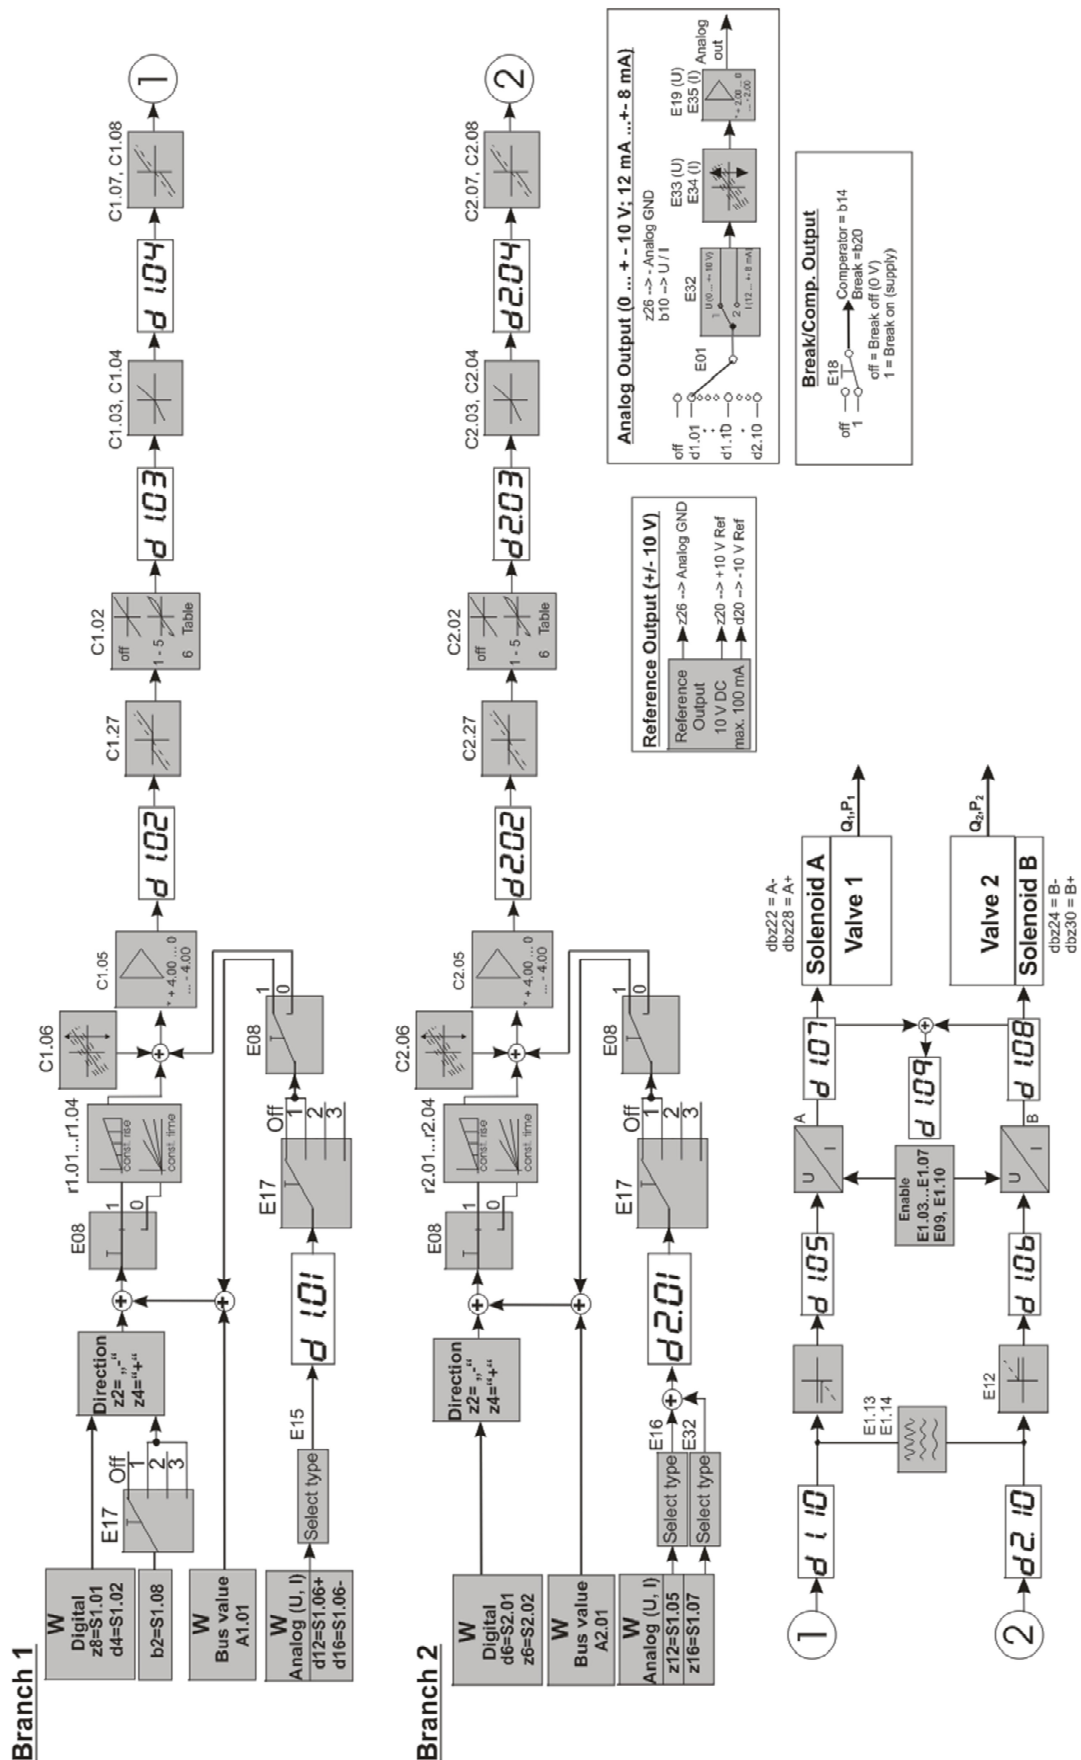 Branch 1
W
Digital
z8=S1.01
d4=S1.02
b2=S1.08
E17
Off
1
2
3
Direction
z2= „-“
z4=“+“
W
Bus value
A1.01
W
Analog (U, I)
d12=S1.06+
d16=S1.06-
Select type
E15
d 1.01
E17
Off
1
2
3
E08
1
0
E08
1
0
r1.01...r1.04
const. rise
const. time
C1.06
C1.05
* + 4.00 ... 0
... - 4.00
d 1.02
C1.27
C1.02
off
1 - 5
6 Table
d 1.03
C1.03, C1.04
d 1.04
C1.07, C1.08
1
Branch 2
W
Digital
d6=S2.01
z6=S2.02
Direction
z2= „-“
z4=“+“
W
Bus value
A2.01
W
Analog (U, I)
z12=S1.05
z16=S1.07
Select type
Select type
E16
E32
d2.01
E17
Off
1
2
3
E08
1
0
E08
1
0
r2.01...r2.04
const. rise
const. time
C2.06
C2.05
* + 4.00 ... 0
... - 4.00
d2.02
C2.27
C2.02
off
1 - 5
6 Table
d2.03
C2.03, C2.04
d2.04
C2.07, C2.08
2
Reference Output (+/- 10 V)
Reference
Output
10 V DC
max. 100 mA
z26 --> Analog GND
z20 --> +10 V Ref
d20 --> -10 V Ref
Analog Output (0 ... + - 10 V; 12 mA ...+- 8 mA)
z26 --> - Analog GND
b10 --> U / I
off
d1.01
d1.10
d2.10
E01
E32
U (0 ... +- 10 V)
1
2
I (12 ... +- 8 mA)
E33 (U)
E34 (I)
E19 (U)
E35 (I)
* + 2.00 ... 0
... - 2.00
Analog
out
Break/Comp. Output
off
1
E18
Comperator = b14
Break =b20
off = Break off (0 V)
1 = Break on (supply)
1
d 1. 10
2
d2. 10
E1.13
E1.14
E12
d 1.05
d 1.06
U
I
A
U
I
B
Enable
E1.03...E1.07
E09, E1.10
d 1.07
d 1.09
d 1.08
dbz22 = A-
dbz28 = A+
Solenoid A
Valve 1
Q1,P1
Valve 2
Solenoid B
Q2,P2
dbz24 = B-
dbz30 = B+